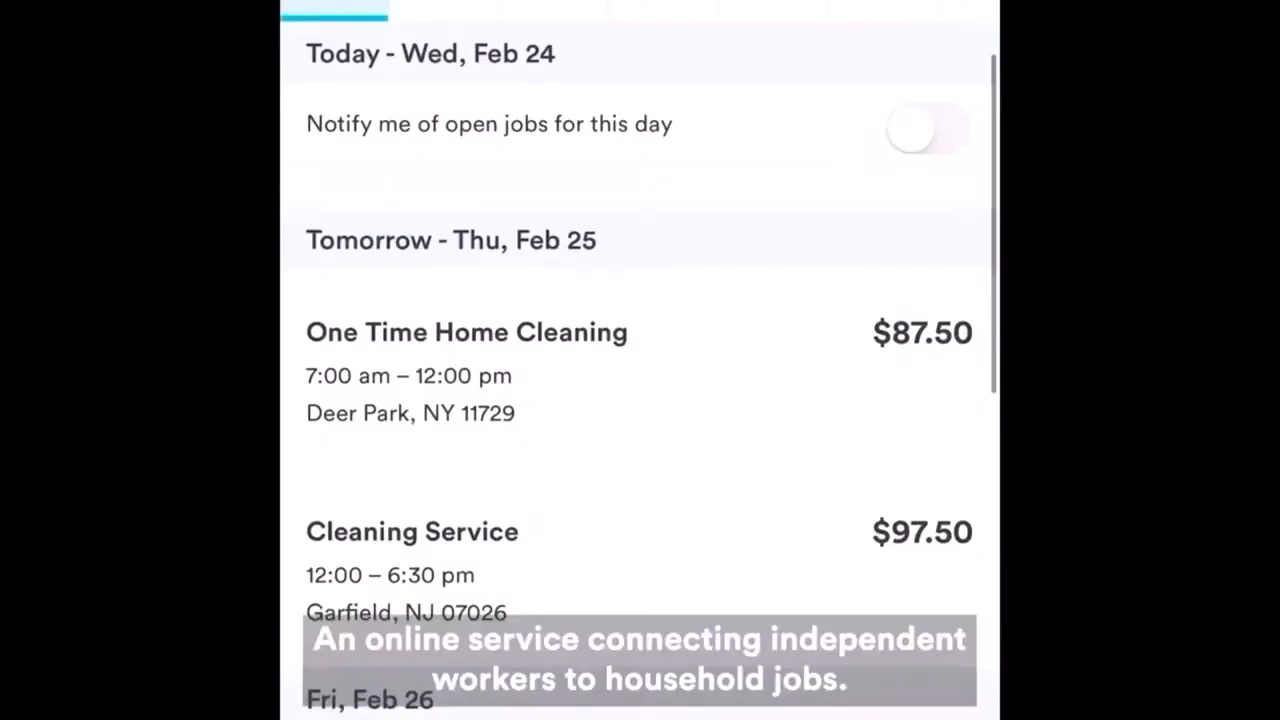 Today - Wed, Feb 24
Notify me of open jobs for this day
Tomorrow - Thu, Feb 25
One Time Home Cleaning
$87.50
7:00 am – 12:00 pm
Deer Park, NY 11729
Cleaning Service
$97.50
12:00 – 6:30 pm
Garfield, NJ 07026
An online service connecting independent
workers to household jobs.
Fri, Feb 26